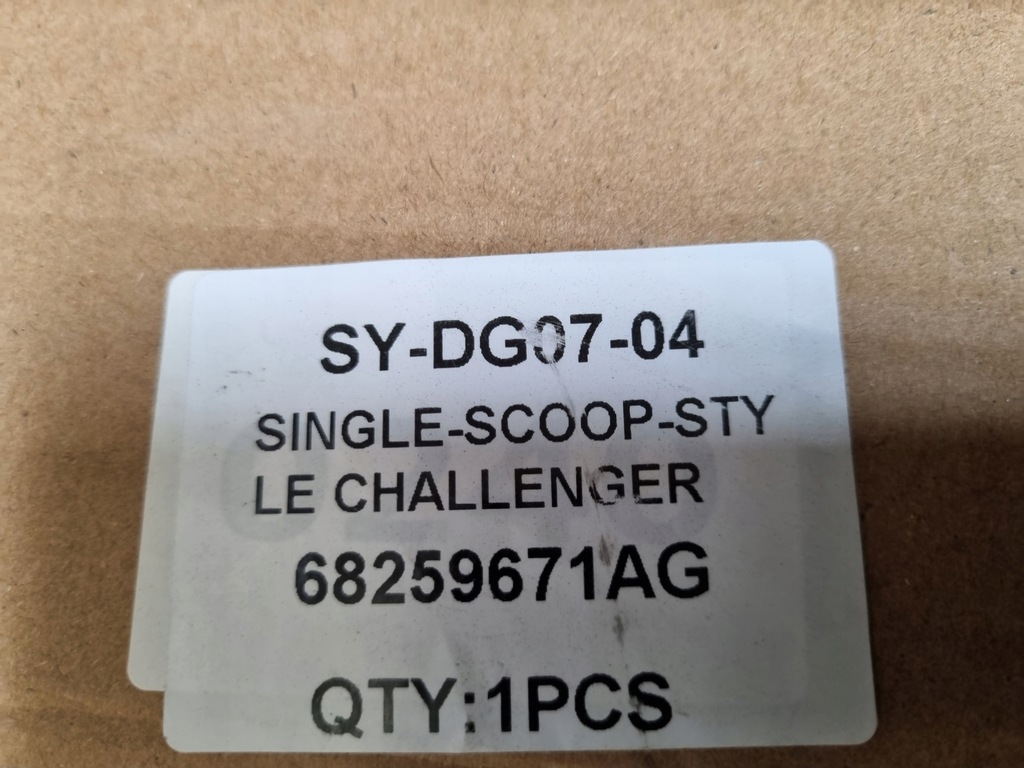 SY-DG07-04
SINGLE-SCOOP-STY
LE CHALLENGER
68259671AG
QTY:1PCS